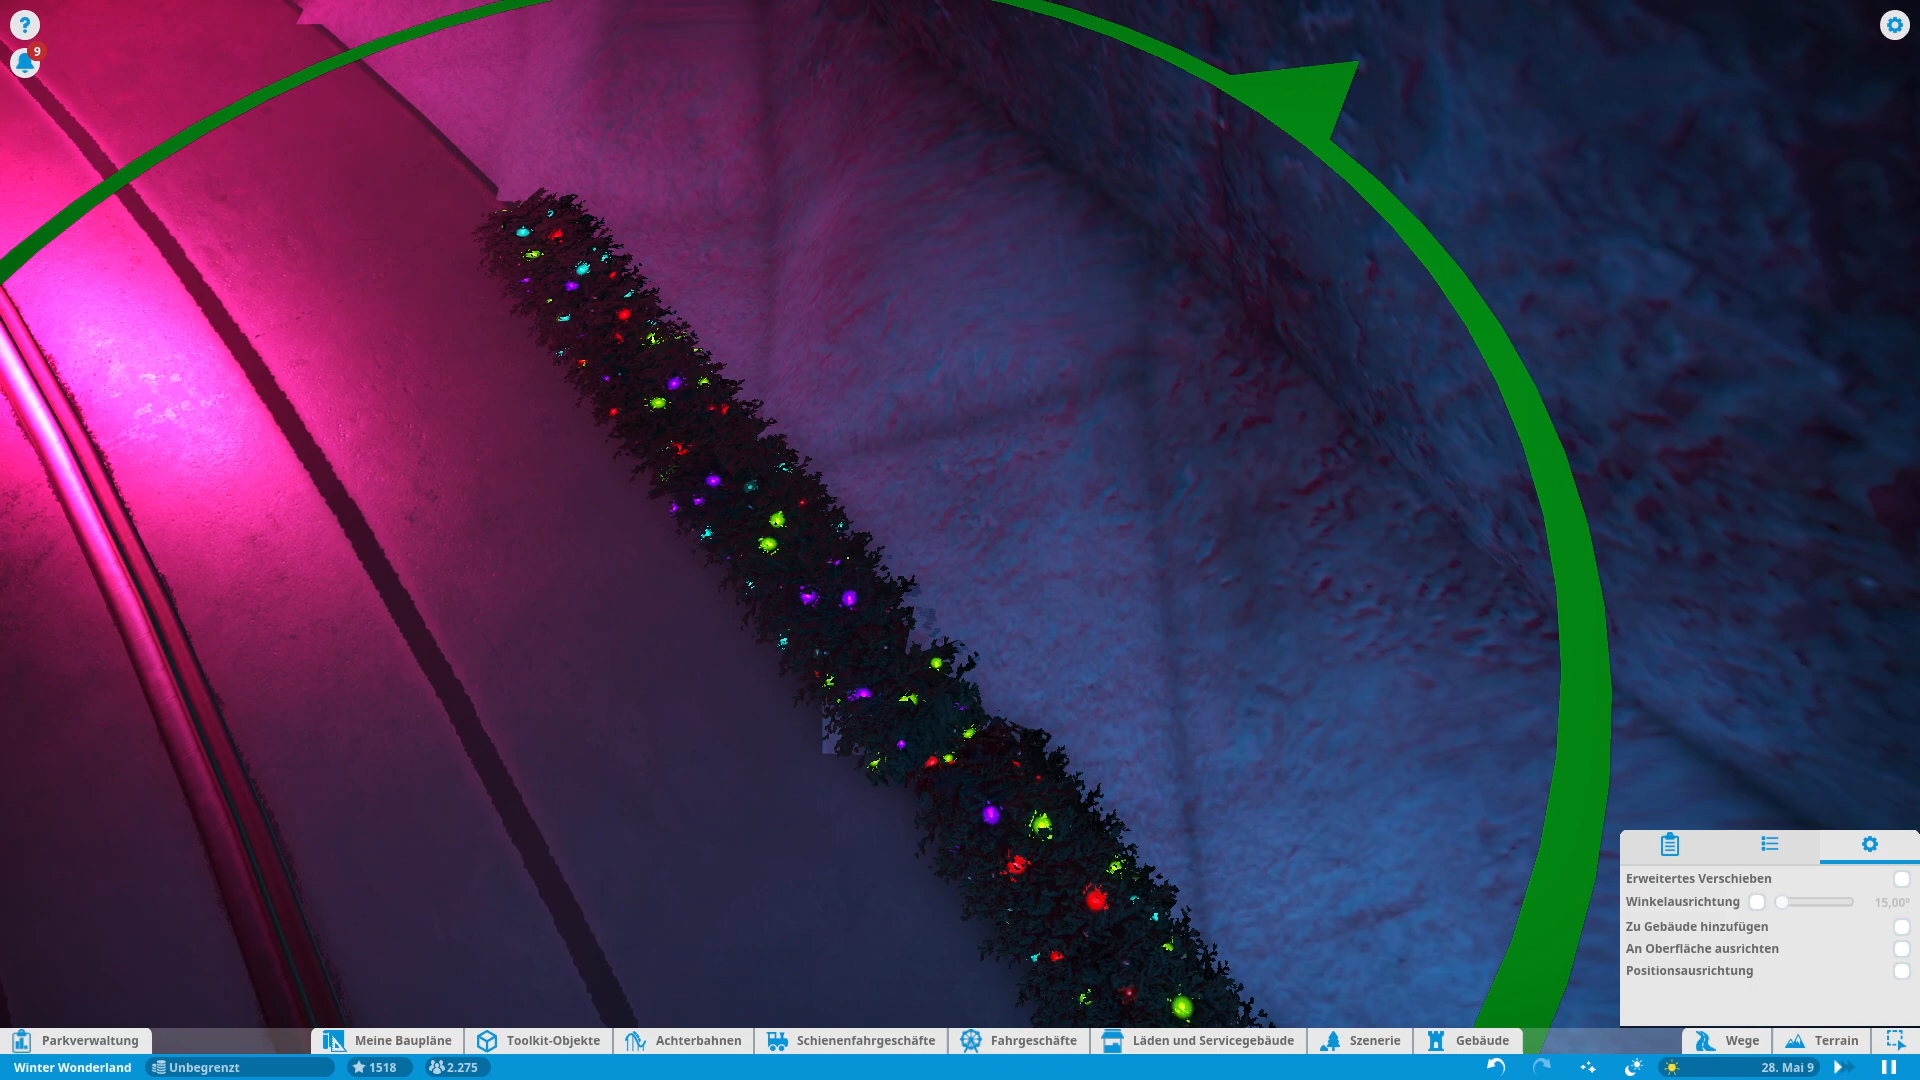 ?
9
Erweitertes Verschieben
Winkelausrichtung 15,00°
Zu Gebäude hinzufügen
An Oberfläche ausrichten
Positionsausrichtung
Parkverwaltung Meine Baupläne Toolkit-Objekte Achterbahnen Schienenfahrgeschäfte Fahrgeschäfte Läden und Servicegebäude Szenerie Gebäude Wege Terrain
Winter Wonderland Unbegrenzt 1518 2.275 28. Mai 9